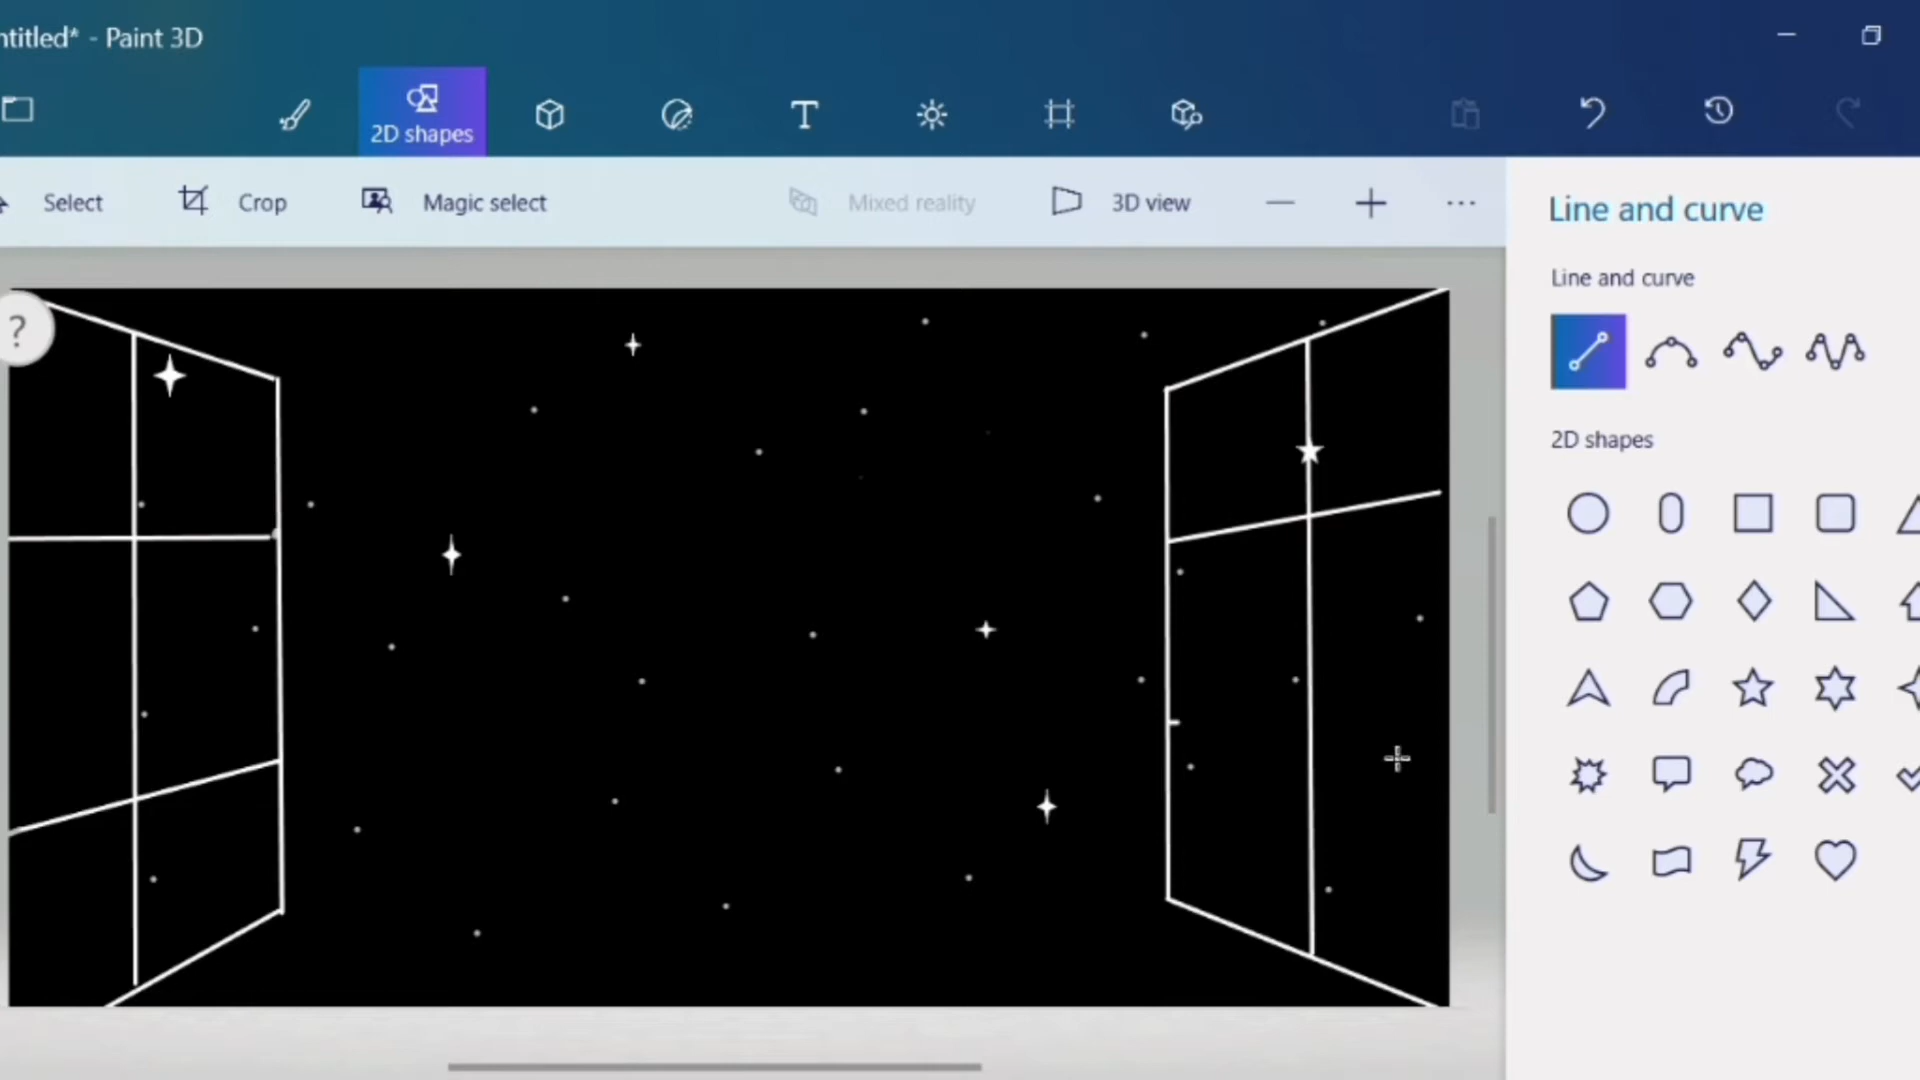 ntitled* - Paint 3D
2D shapes
Select
Crop
Magic select
Mixed reality
3D view
Line and curve
Line and curve
2D shapes
?